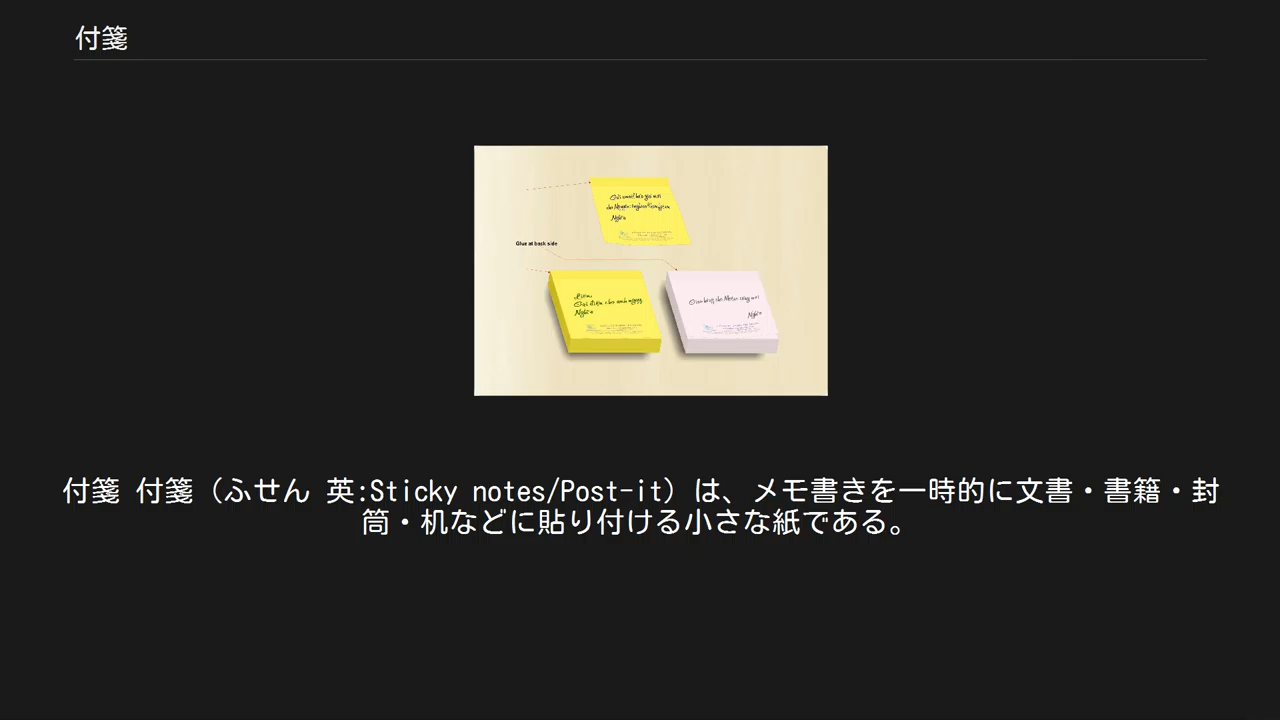 付箋
Glue at back side
付箋 付箋（ふせん 英:Sticky notes/Post-it）は、メモ書きを一時的に文書・書籍・封
筒・机などに貼り付ける小さな紙である。